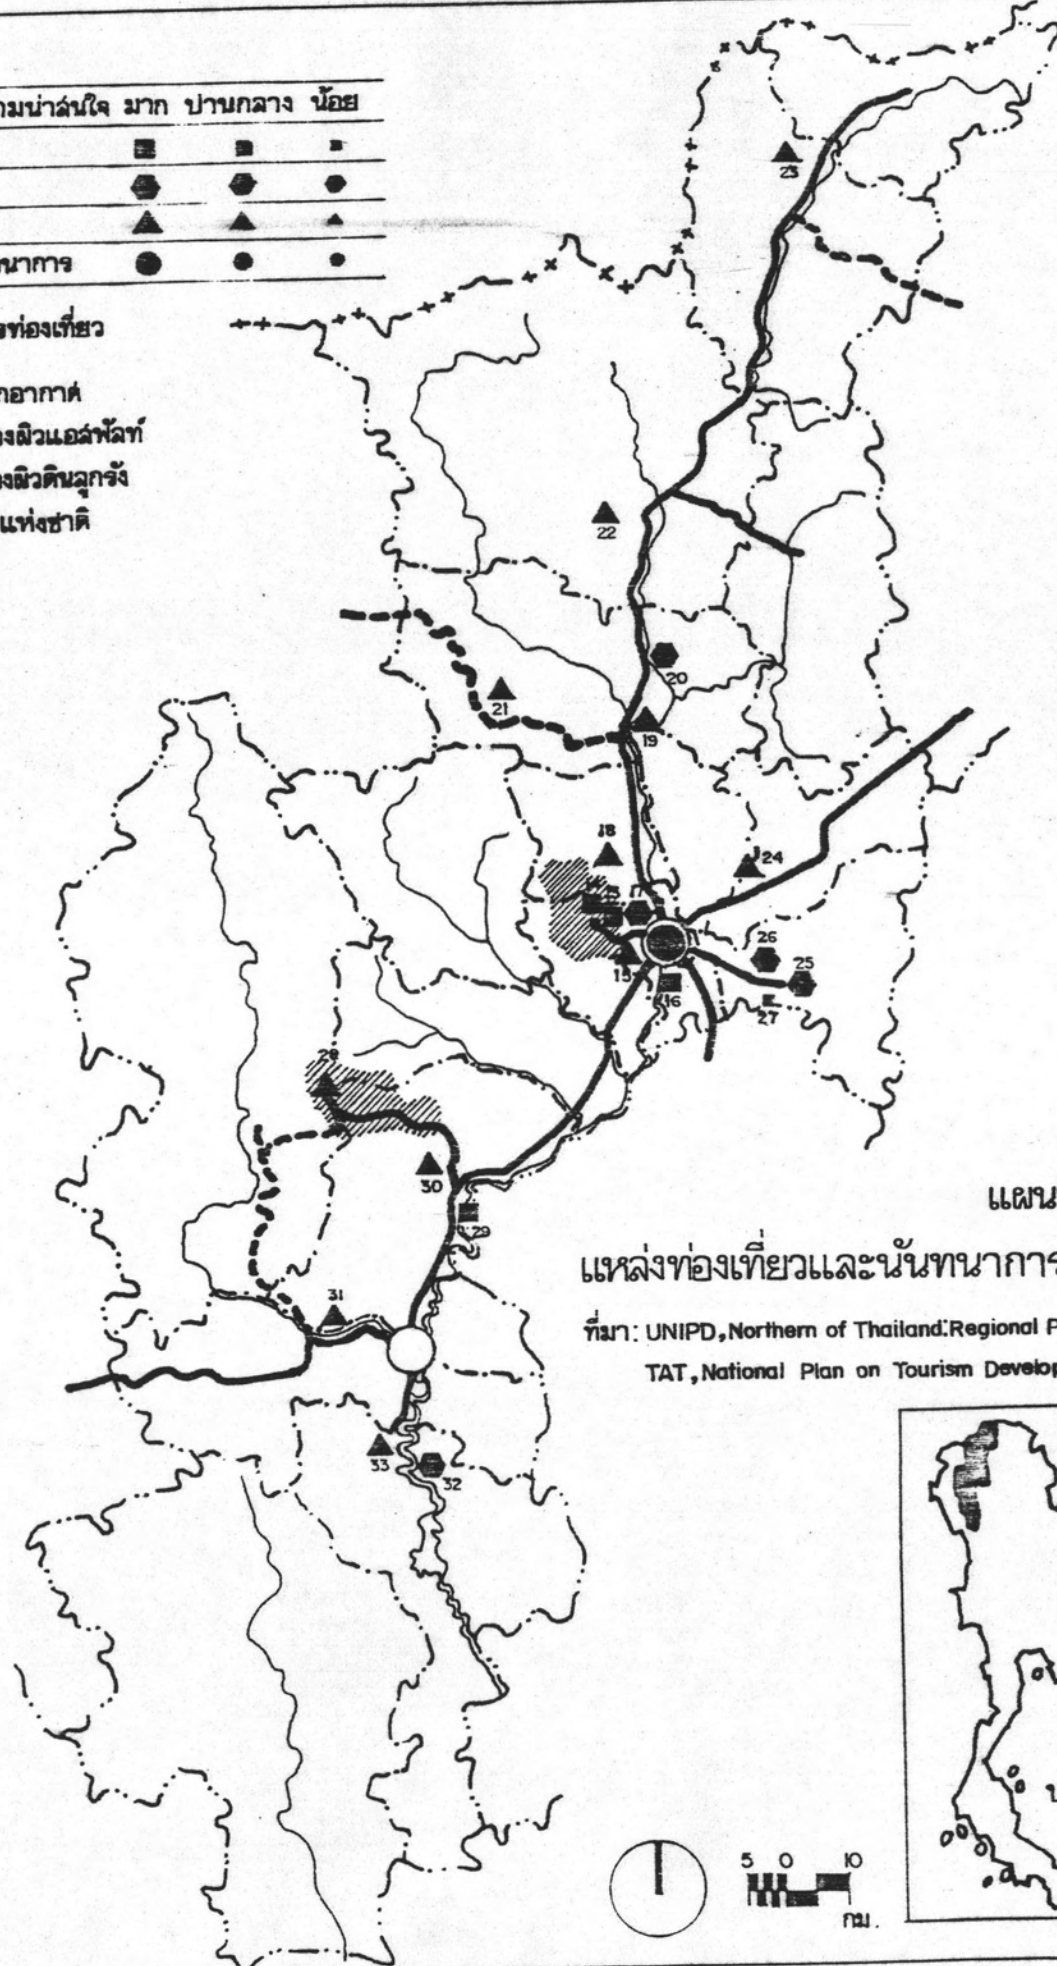 ามน่าสนใจ มาก ปานกลาง น้อย
นาการ
รท่องเที่ยว
กอากาศ
งผิวแอสฟัลท์
งผิวดินลูกรัง
แห่งชาติ
23
22
20
21
19
18
24
14
17
26
25
15
16
27
28
30
29
31
33
32
แผน
แหล่งท่องเที่ยวและนันทนาการ
ที่มา: UNIPD, Northern of Thailand: Regional P
TAT, National Plan on Tourism Develop
5 0 10
กม.